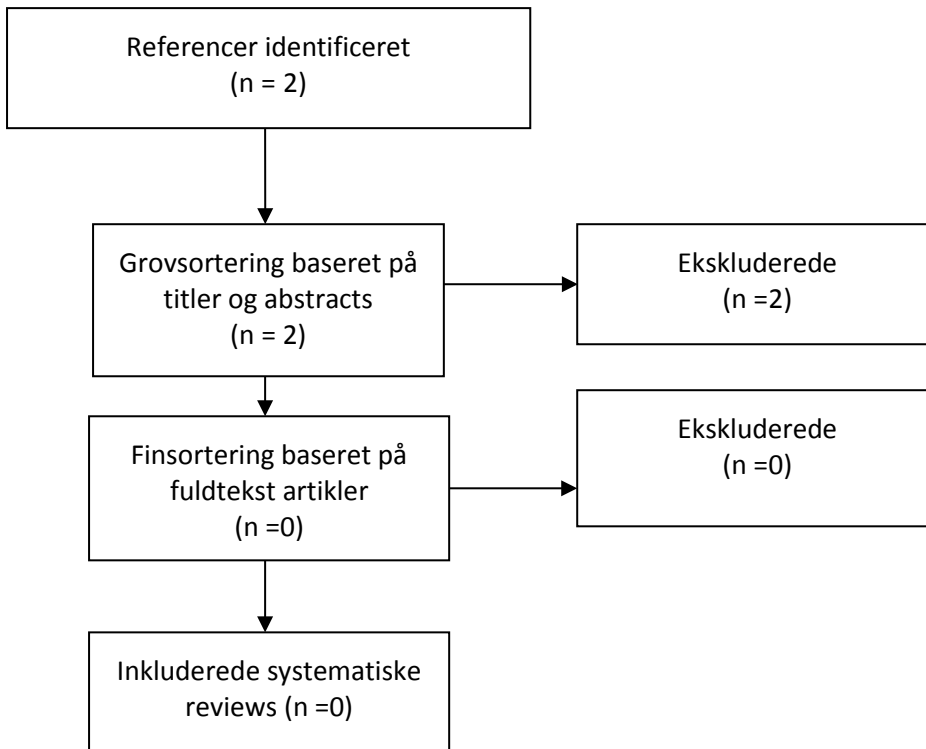 Referencer identificeret
(n = 2)
Grovsortering baseret på
titler og abstracts
(n = 2)
Ekskluderede
(n =2)
Finsortering baseret på
fuldtekst artikler
(n =0)
Ekskluderede
(n =0)
Inkluderede systematiske
reviews (n =0)